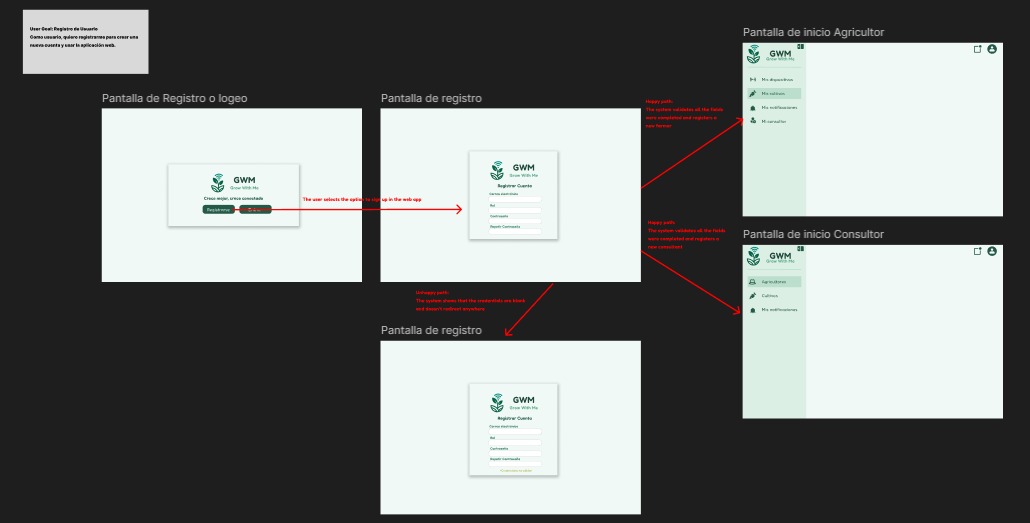 User Goal: Registro de Usuario
Como usuario, quiero registrarme para crear una
nueva cuenta y usar la aplicación web.
Pantalla de Registro o logeo
GWM
Grow With Me
Crece mejor, crece conectado
Registrarse
The user selects the option to sign up in the web app
Pantalla de registro
GWM
Grow With Me
Registrar Cuenta
Correo electrónico
Rol
Contraseña
Repetir Contraseña
Happy path:
The system validates all the fields
were completed and registers a
new farmer
Pantalla de inicio Agricultor
GWM
Grow With Me
Mis dispositivos
Mis cultivos
Mis notificaciones
Mi consultor
Happy path:
The system validates all the fields
were completed and registers a
new consultant
Pantalla de inicio Consultor
GWM
Grow With Me
Agricultores
Cultivos
Mis notificaciones
Unhappy path:
The system shows that the credentials are blank
and doesn't redirect anywhere
Pantalla de registro
GWM
Grow With Me
Registrar Cuenta
Correo electrónico
Rol
Contraseña
Repetir Contraseña